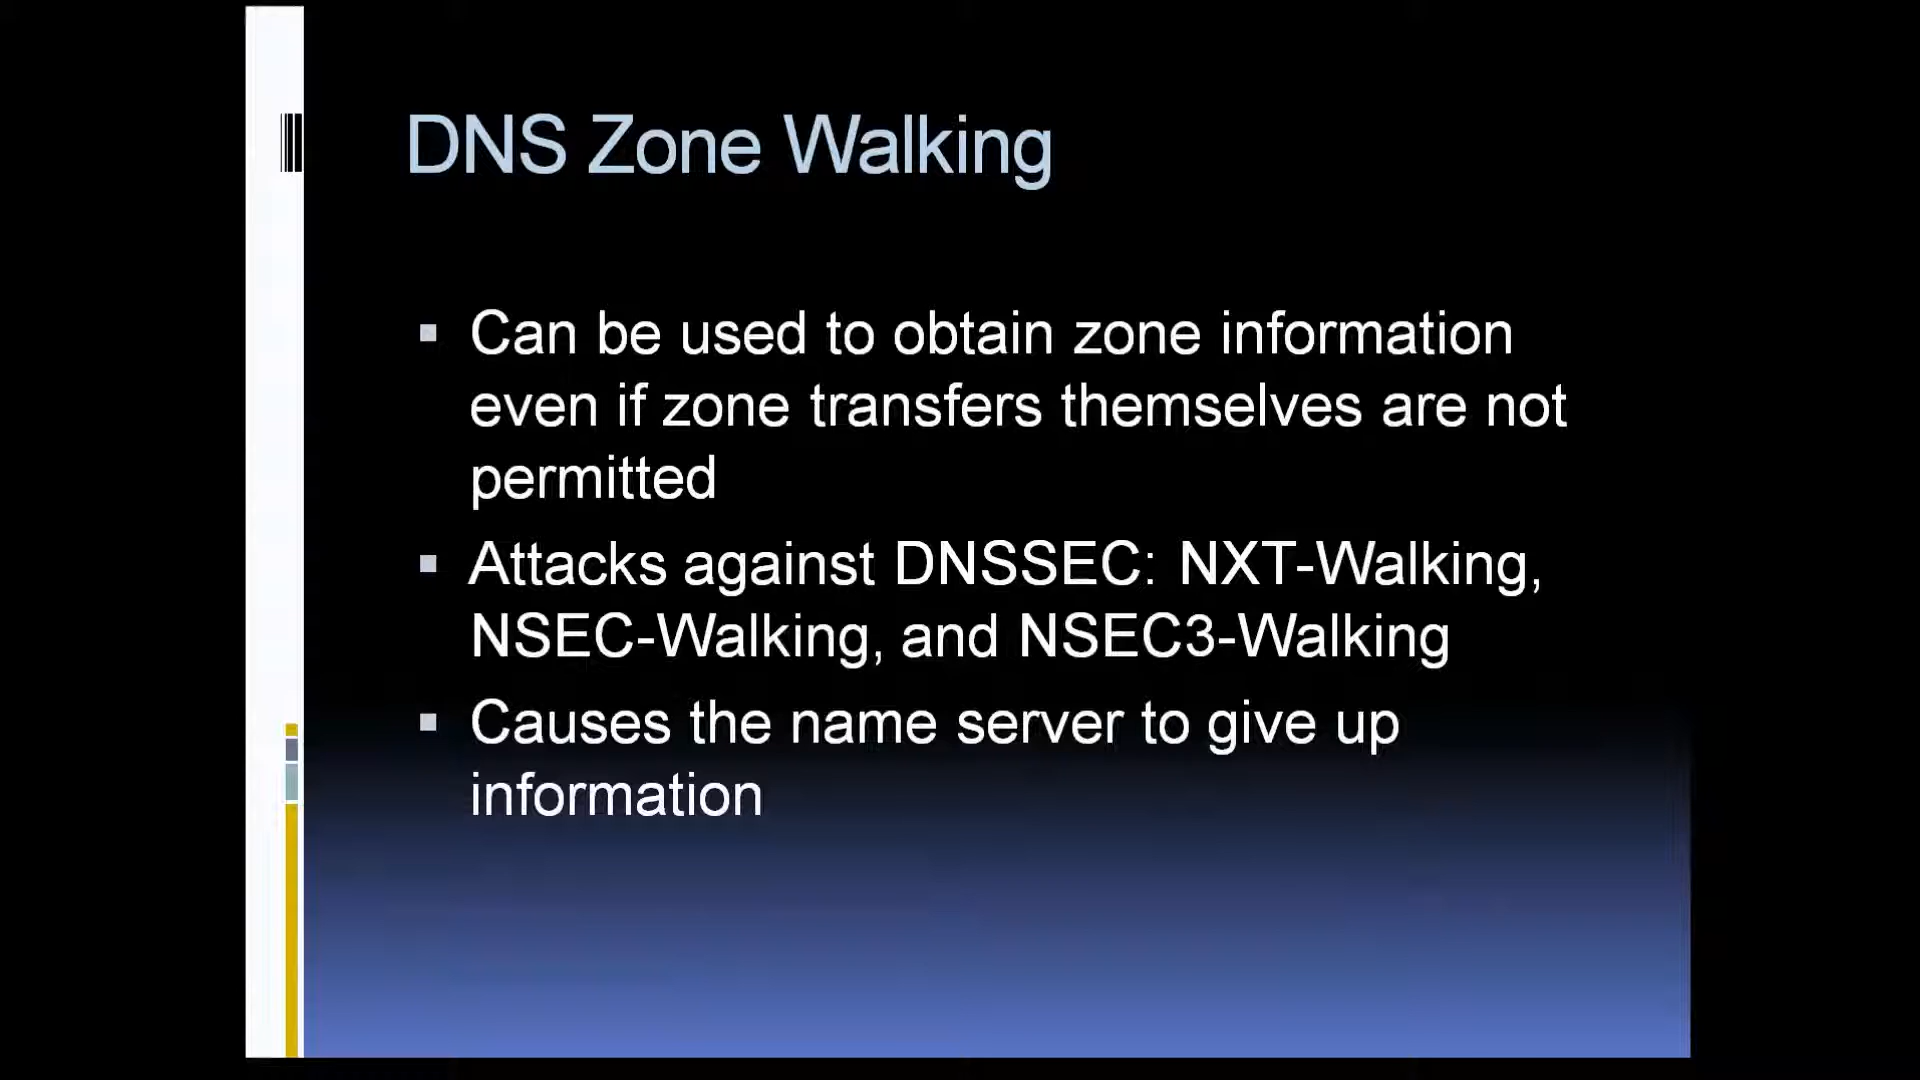 DNS Zone Walking
▪ Can be used to obtain zone information
even if zone transfers themselves are not
permitted
▪ Attacks against DNSSEC: NXT-Walking,
NSEC-Walking, and NSEC3-Walking
▪ Causes the name server to give up
information